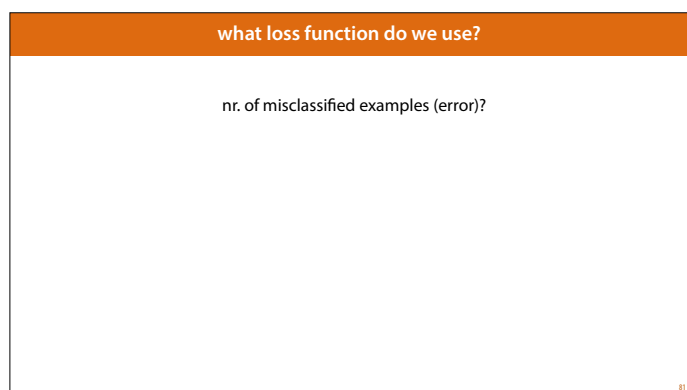 what loss function do we use?
nr. of misclassified examples (error)?
81